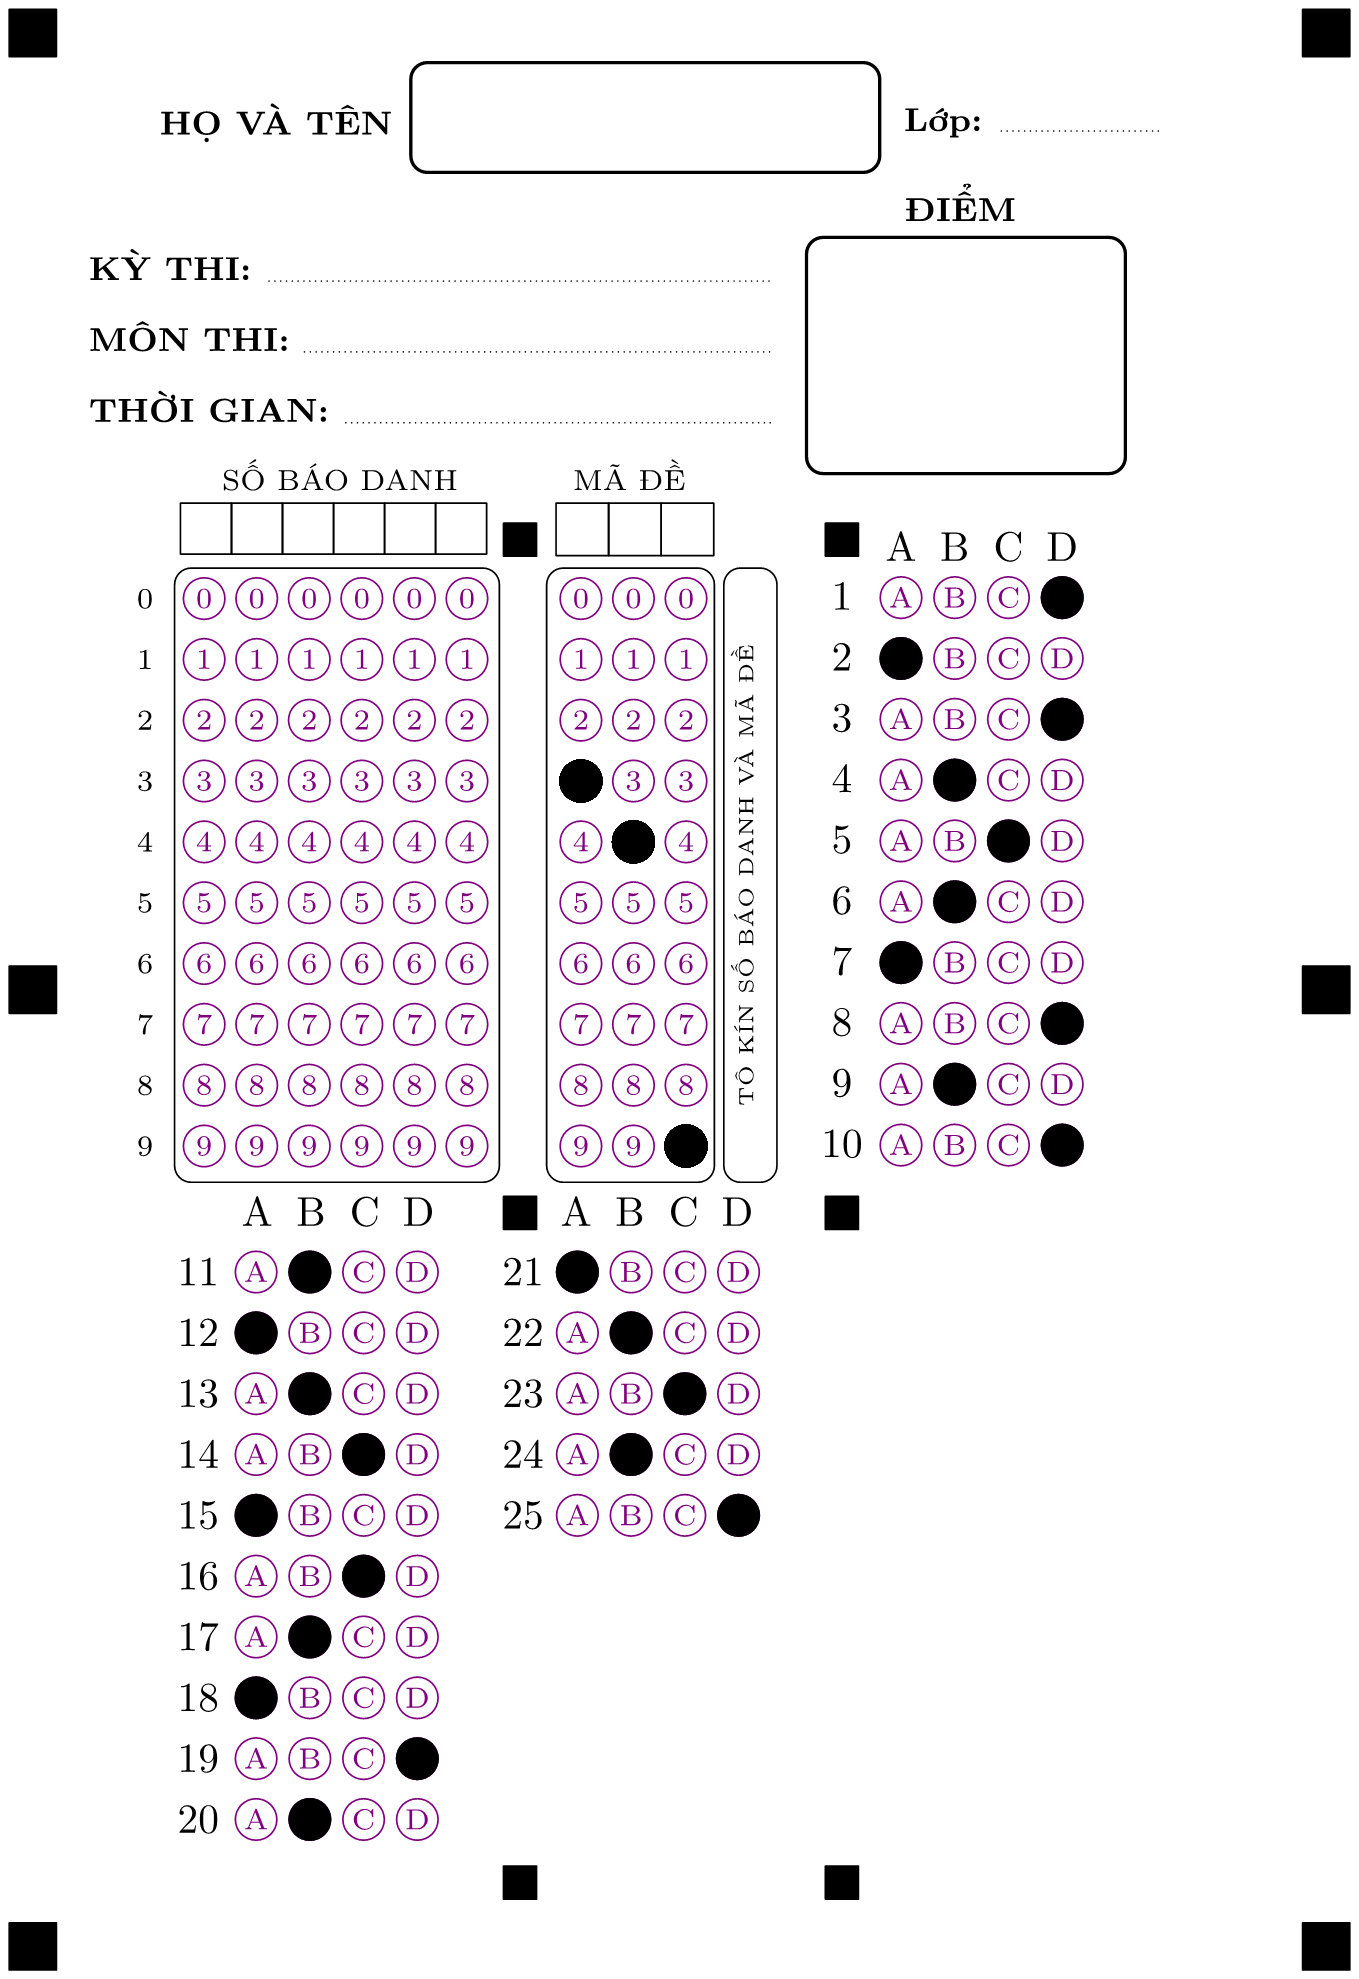 HỌ VÀ TÊN
Lớp: ........................
ĐIỂM
KỲ THI: ........................
MÔN THI: ........................
THỜI GIAN: ........................
SỐ BÁO DANH MÃ ĐỀ
0 0 0 0 0 0 0 0 0 0
1 1 1 1 1 1 1 1 1 1
2 2 2 2 2 2 2 2 2 2
3 3 3 3 3 3 3 3 3
4 4 4 4 4 4 4 4 4
5 5 5 5 5 5 5 5 5 5
6 6 6 6 6 6 6 6 6 6
7 7 7 7 7 7 7 7 7 7
8 8 8 8 8 8 8 8 8 8
9 9 9 9 9 9 9 9 9
TÔ KÍN SỐ BÁO DANH VÀ MÃ ĐỀ
A B C D
1 A B C
2 B C D
3 A B C
4 A C D
5 A B D
6 A C D
7 B C D
8 A B C
9 A C D
10 A B C
A B C D
11 A C D
12 B C D
13 A C D
14 A B D
15 B C D
16 A B D
17 A C D
18 B C D
19 A B C
20 A C D
A B C D
21 B C D
22 A C D
23 A B D
24 A C D
25 A B C